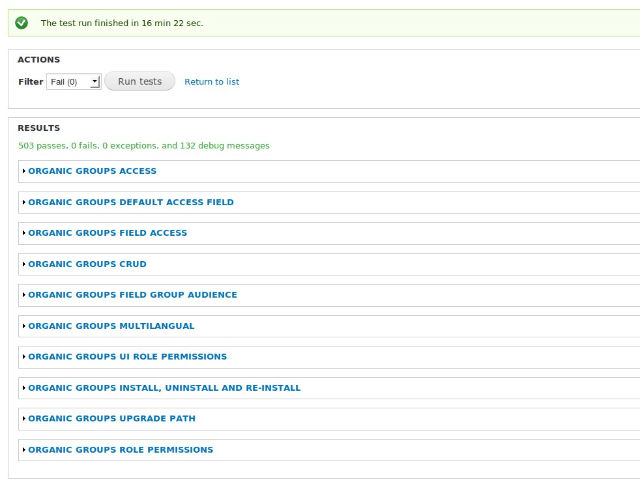 The test run finished in 16 min 22 sec.
ACTIONS
Filter Fail (0) Run tests Return to list
RESULTS
503 passes, 0 fails, 0 exceptions, and 132 debug messages
ORGANIC GROUPS ACCESS
ORGANIC GROUPS DEFAULT ACCESS FIELD
ORGANIC GROUPS FIELD ACCESS
ORGANIC GROUPS CRUD
ORGANIC GROUPS FIELD GROUP AUDIENCE
ORGANIC GROUPS MULTILANGUAL
ORGANIC GROUPS UI ROLE PERMISSIONS
ORGANIC GROUPS INSTALL, UNINSTALL AND RE-INSTALL
ORGANIC GROUPS UPGRADE PATH
ORGANIC GROUPS ROLE PERMISSIONS